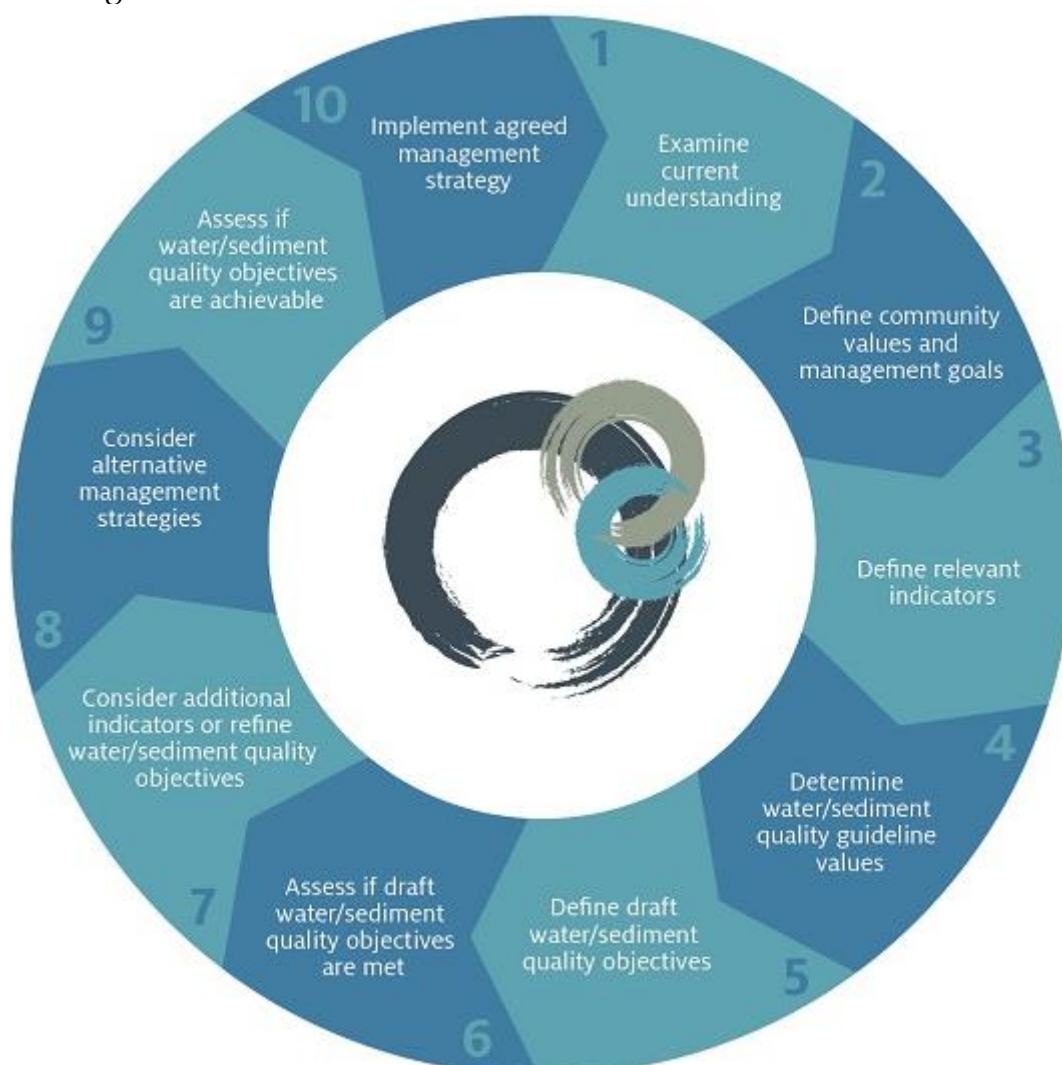 1
Examine
current
understanding
2
Define community
values and
management goals
3
Define relevant
indicators
4
Determine
water/sediment
quality guideline
values
5
Define draft
water/sediment
quality objectives
6
Assess if draft
water/sediment
quality objectives
are met
7
Consider additional
indicators or refine
water/sediment quality
objectives
8
Consider
alternative
management
strategies
9
Assess if
water/sediment
quality objectives
are achievable
10
Implement agreed
management
strategy